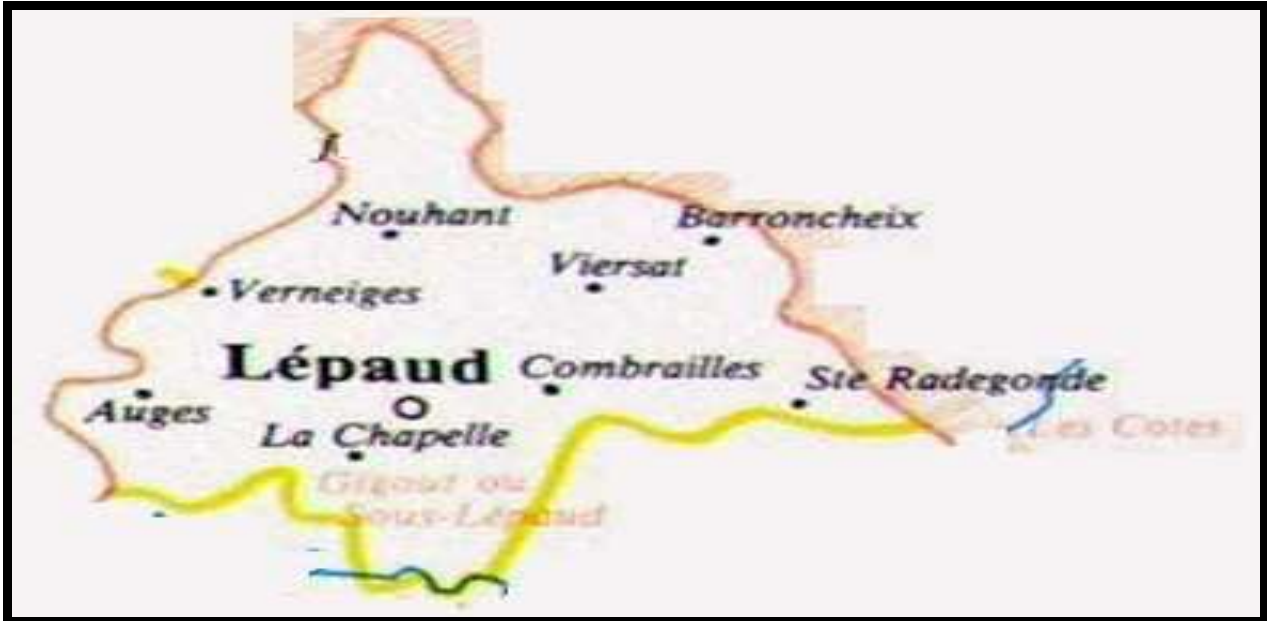 Nouhant
Barroncheix
Viersat
Verneiges
Lépaud
Combrailles
Ste Radegonde
Auges
La Chapelle
Les Cotes
Gigout ou
Sous-Lépaud